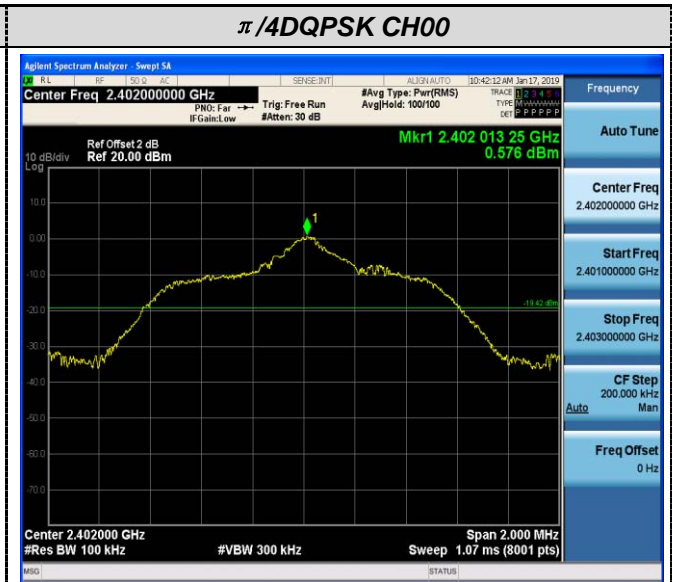 π/4DQPSK CH00
Agilent Spectrum Analyzer - Swept SA
RL RF 50 Ω AC SENSE:INT ALIGN AUTO 10:42:12 AM Jan 17, 2019
Center Freq 2.402000000 GHz
PNO: Far
IFGain:Low
Trig: Free Run
#Atten: 30 dB
#Avg Type: Pwr(RMS)
Avg|Hold: 100/100
TRACE 1 2 3 4 5 6
TYPE M
DET P P P P P P
Frequency
Mkr1 2.402 013 25 GHz
0.576 dBm
Ref Offset 2 dB
10 dB/div Ref 20.00 dBm
Log
10.0
0.00
-10.0
-20.0
-30.0
-40.0
-50.0
-60.0
-70.0
1
-19.42 dBm
Center 2.402000 GHz Span 2.000 MHz
#Res BW 100 kHz #VBW 300 kHz Sweep 1.07 ms (8001 pts)
MSG STATUS
Auto Tune
Center Freq
2.402000000 GHz
Start Freq
2.401000000 GHz
Stop Freq
2.403000000 GHz
CF Step
200.000 kHz
Auto Man
Freq Offset
0 Hz